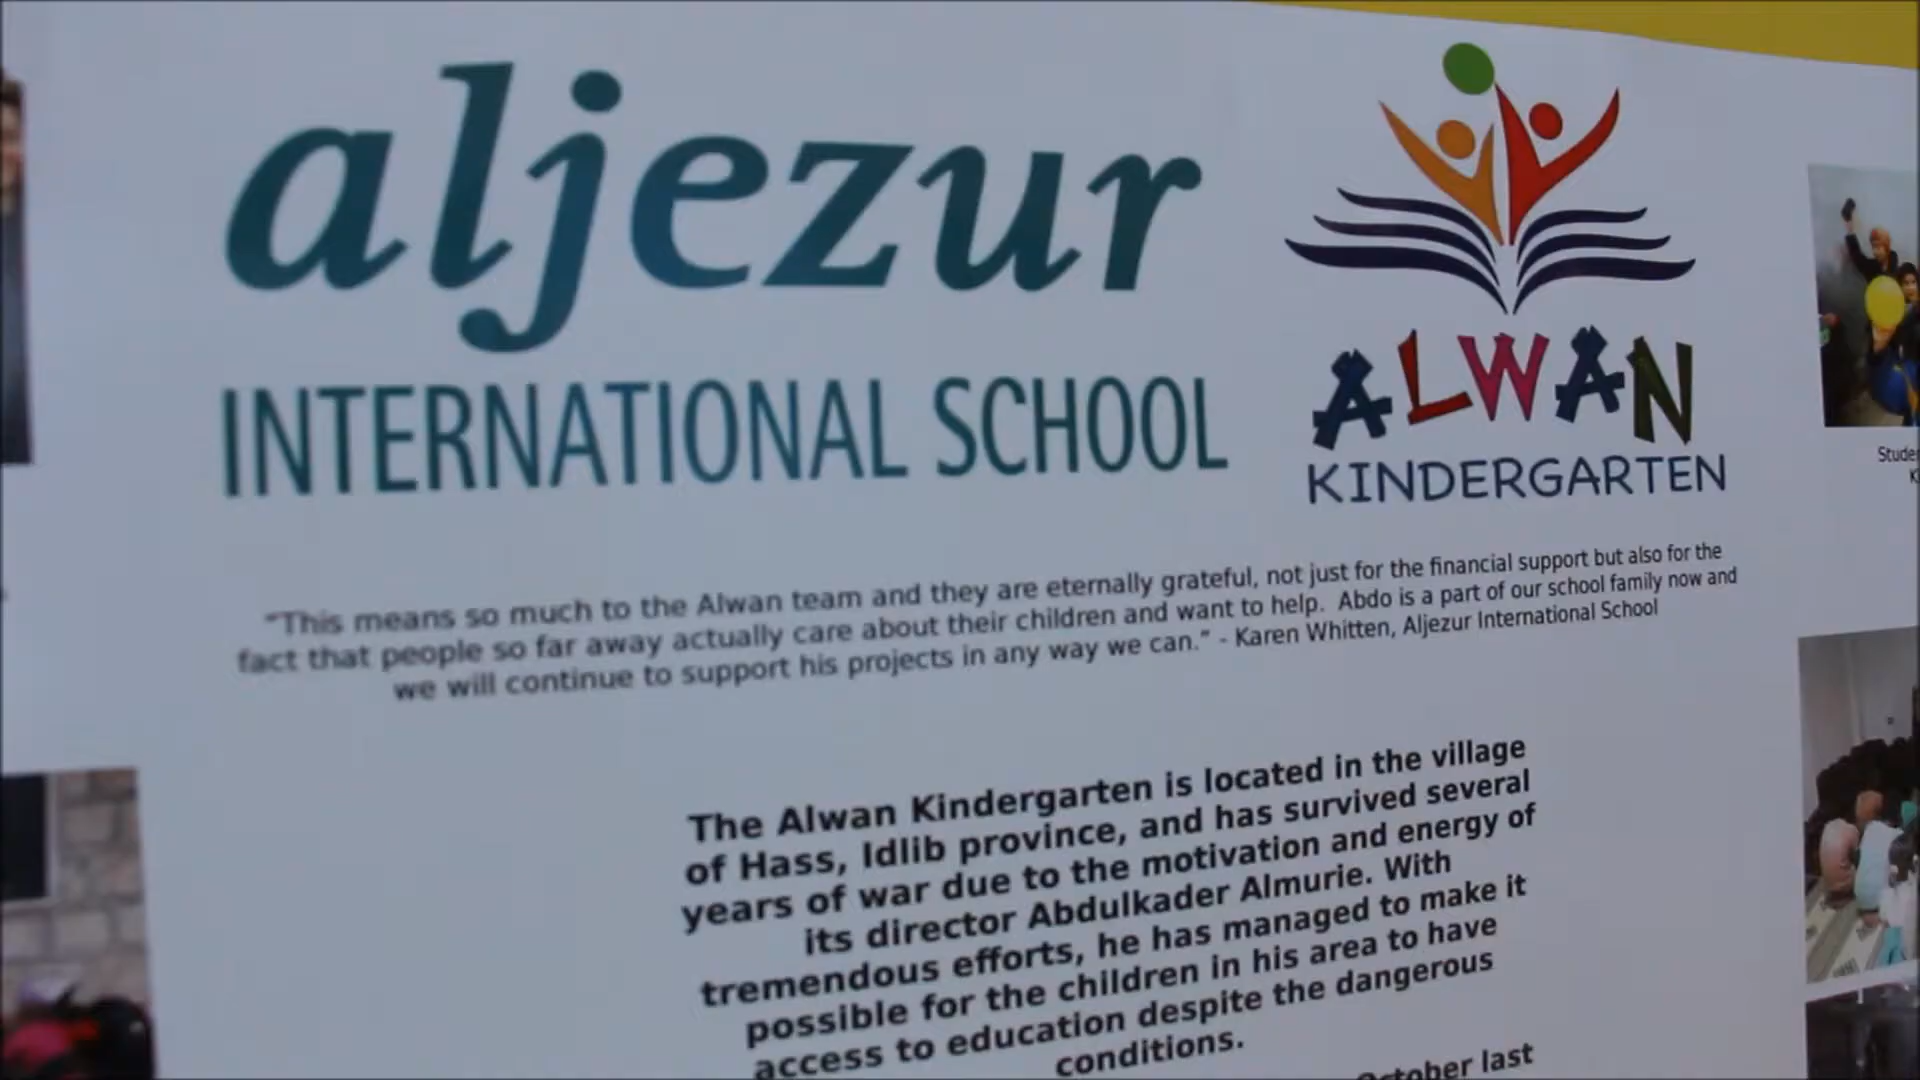 aljezur
INTERNATIONAL SCHOOL
ALWAN
KINDERGARTEN
"This means so much to the Alwan team and they are eternally grateful, not just for the financial support but also for the
fact that people so far away actually care about their children and want to help. Abdo is a part of our school family now and
we will continue to support his projects in any way we can." - Karen Whitten, Aljezur International School
The Alwan Kindergarten is located in the village
of Hass, Idlib province, and has survived several
years of war due to the motivation and energy of
its director Abdulkader Almurie. With
tremendous efforts, he has managed to make it
possible for the children in his area to have
access to education despite the dangerous
conditions.
October last